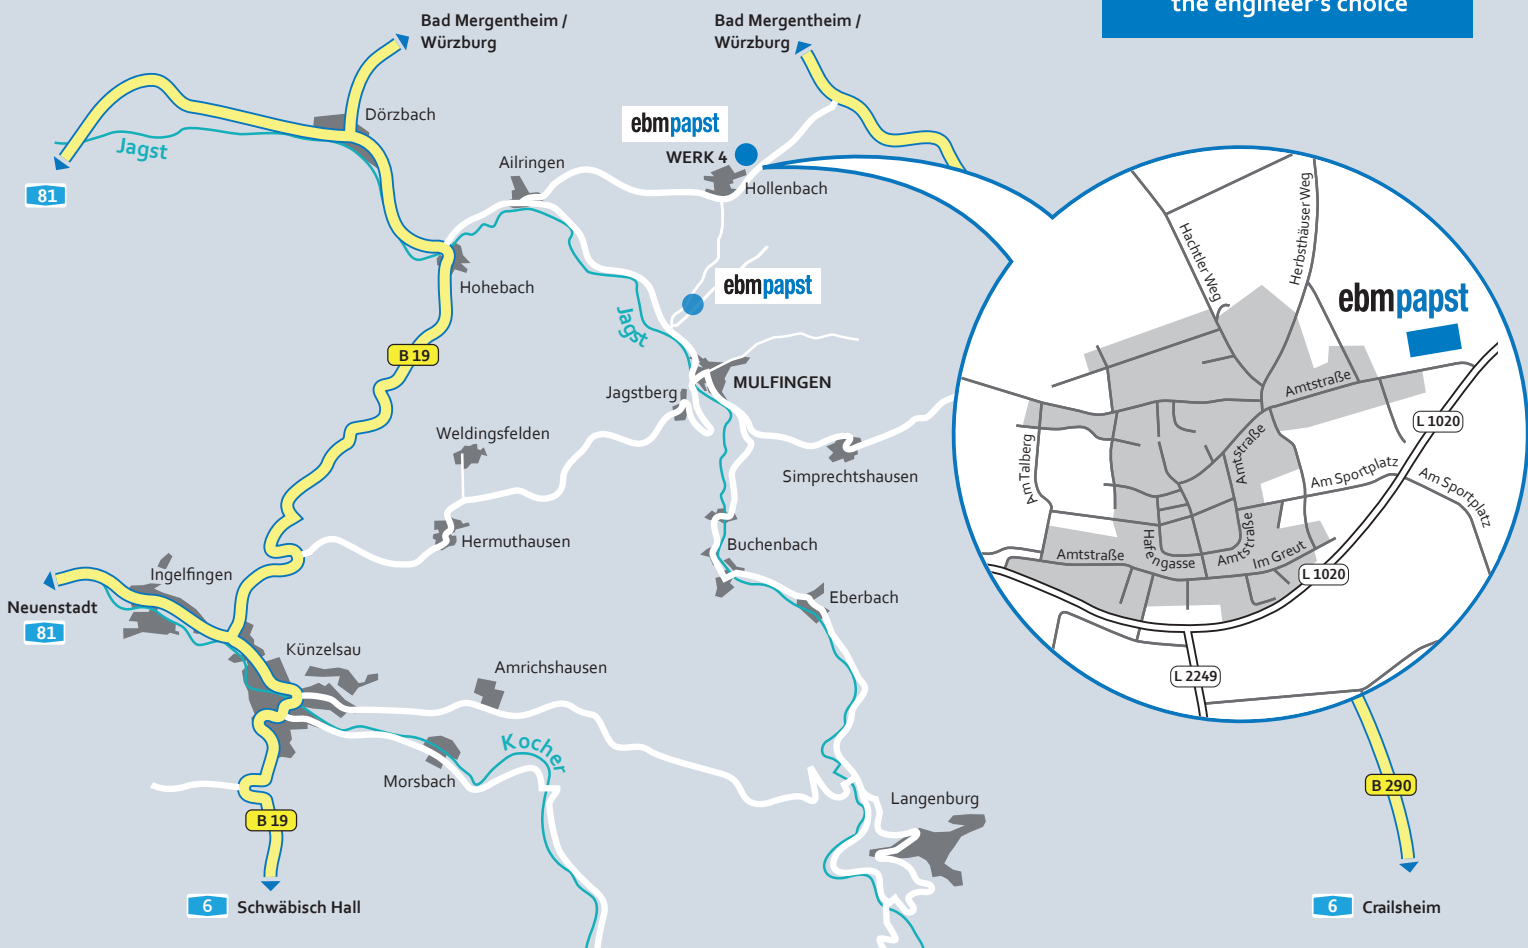 the engineer's choice
Bad Mergentheim /
Würzburg
Bad Mergentheim /
Würzburg
Dörzbach
Jagst
81
ebmpapst
WERK 4
Hollenbach
Ailringen
Hohebach
ebmpapst
Jagst
B 19
MULFINGEN
Jagstberg
Weldingsfelden
Simprechtshausen
Hermuthausen
Buchenbach
Ingelfingen
Neuenstadt
81
Eberbach
Künzelsau
Amrichshausen
Kocher
Morsbach
Langenburg
B 19
6 Schwäbisch Hall
Hachtler Weg
Herbsthäuser Weg
ebmpapst
Amtstraße
L 1020
Am Talberg
Amtstraße
Am Sportplatz
Am Sportplatz
Amtstraße
Hafengasse
Amtstraße
Im Greut
L 1020
L 2249
B 290
6 Crailsheim